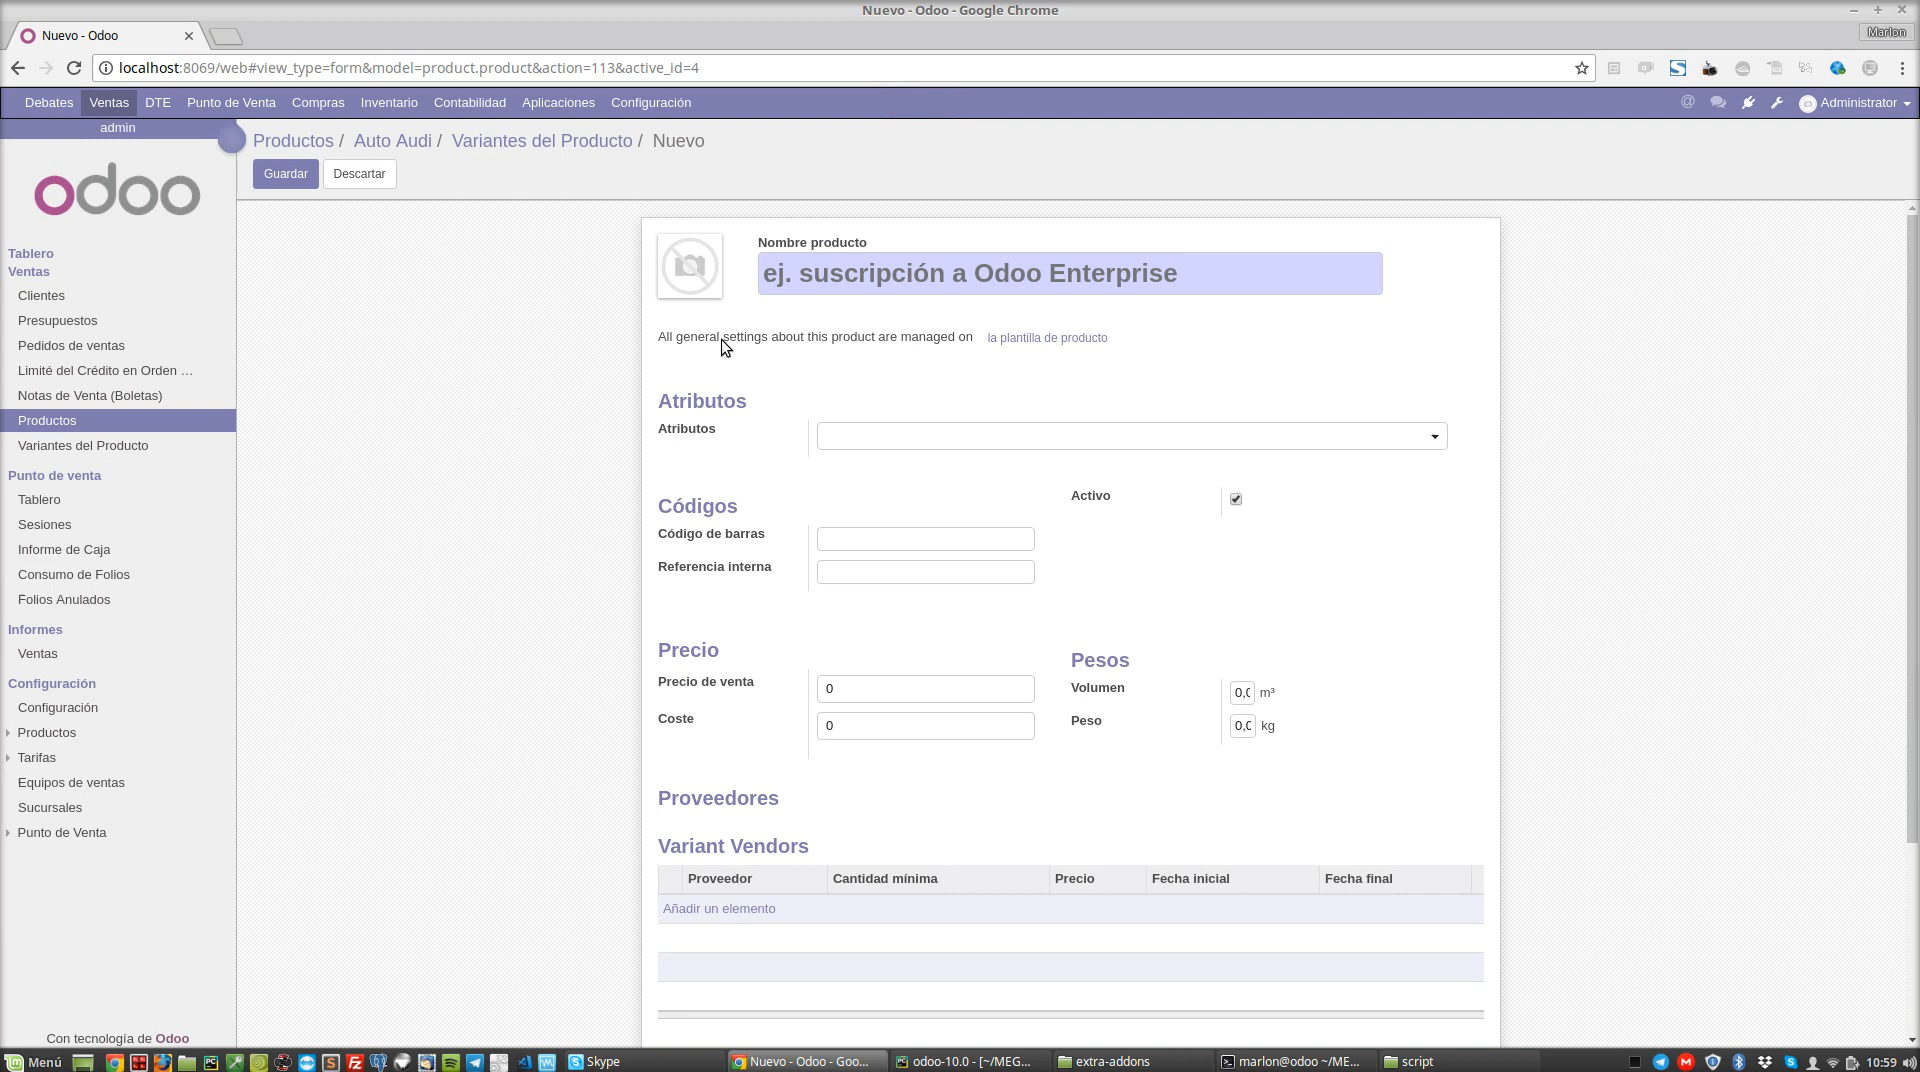 Nuevo - Odoo - Google Chrome
Nuevo - Odoo
Marlon
localhost:8069/web#view_type=form&model=product.product&action=113&active_id=4
Debates Ventas DTE Punto de Venta Compras Inventario Contabilidad Aplicaciones Configuración
@ Administrator
admin
Productos / Auto Audi / Variantes del Producto / Nuevo
Guardar Descartar
odoo
Tablero
Ventas
Clientes
Presupuestos
Pedidos de ventas
Limité del Crédito en Orden ...
Notas de Venta (Boletas)
Productos
Variantes del Producto
Punto de venta
Tablero
Sesiones
Informe de Caja
Consumo de Folios
Folios Anulados
Informes
Ventas
Configuración
Configuración
Productos
Tarifas
Equipos de ventas
Sucursales
Punto de Venta
Con tecnología de Odoo
Nombre producto
ej. suscripción a Odoo Enterprise
All general settings about this product are managed on la plantilla de producto
Atributos
Atributos
Códigos
Código de barras
Referencia interna
Activo
Precio
Precio de venta 0
Coste 0
Pesos
Volumen 0,0 m³
Peso 0,0 kg
Proveedores
Variant Vendors
Proveedor Cantidad mínima Precio Fecha inicial Fecha final
Añadir un elemento
Menú Skype Nuevo - Odoo - Goo... odoo-10.0 - [~/MEG... extra-addons marlon@odoo ~/ME... script 10:59